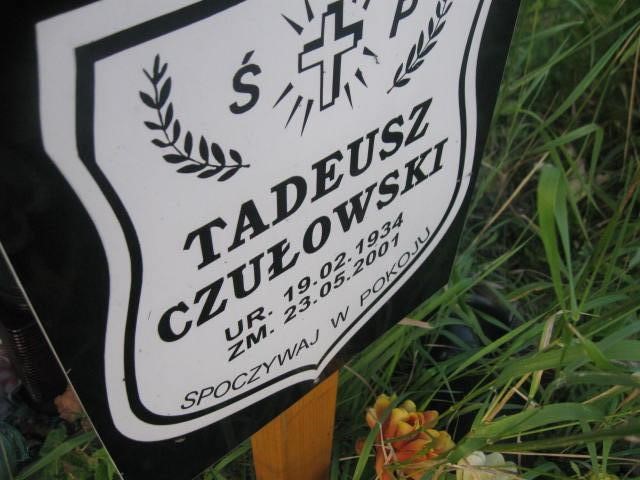 Ś P
TADEUSZ
CZUŁOWSKI
UR. 19.02.1934
ZM. 23.05.2001
SPOCZYWAJ W POKOJU